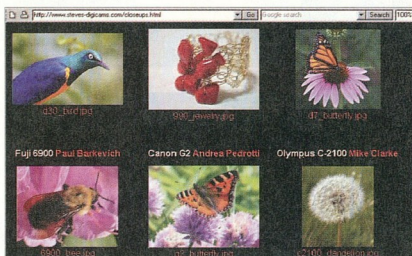 http://www.steves-digicams.com/closeups.html Go Google search Search 100%
d30_bird.jpg 990_jewelry.jpg d7_butterfly.jpg
Fuji 6900 Paul Barkevich Canon G2 Andrea Pedrotti Olympus C-2100 Mike Clarke
6900_bee.jpg g2_butterfly.jpg c2100_dandelion.jpg